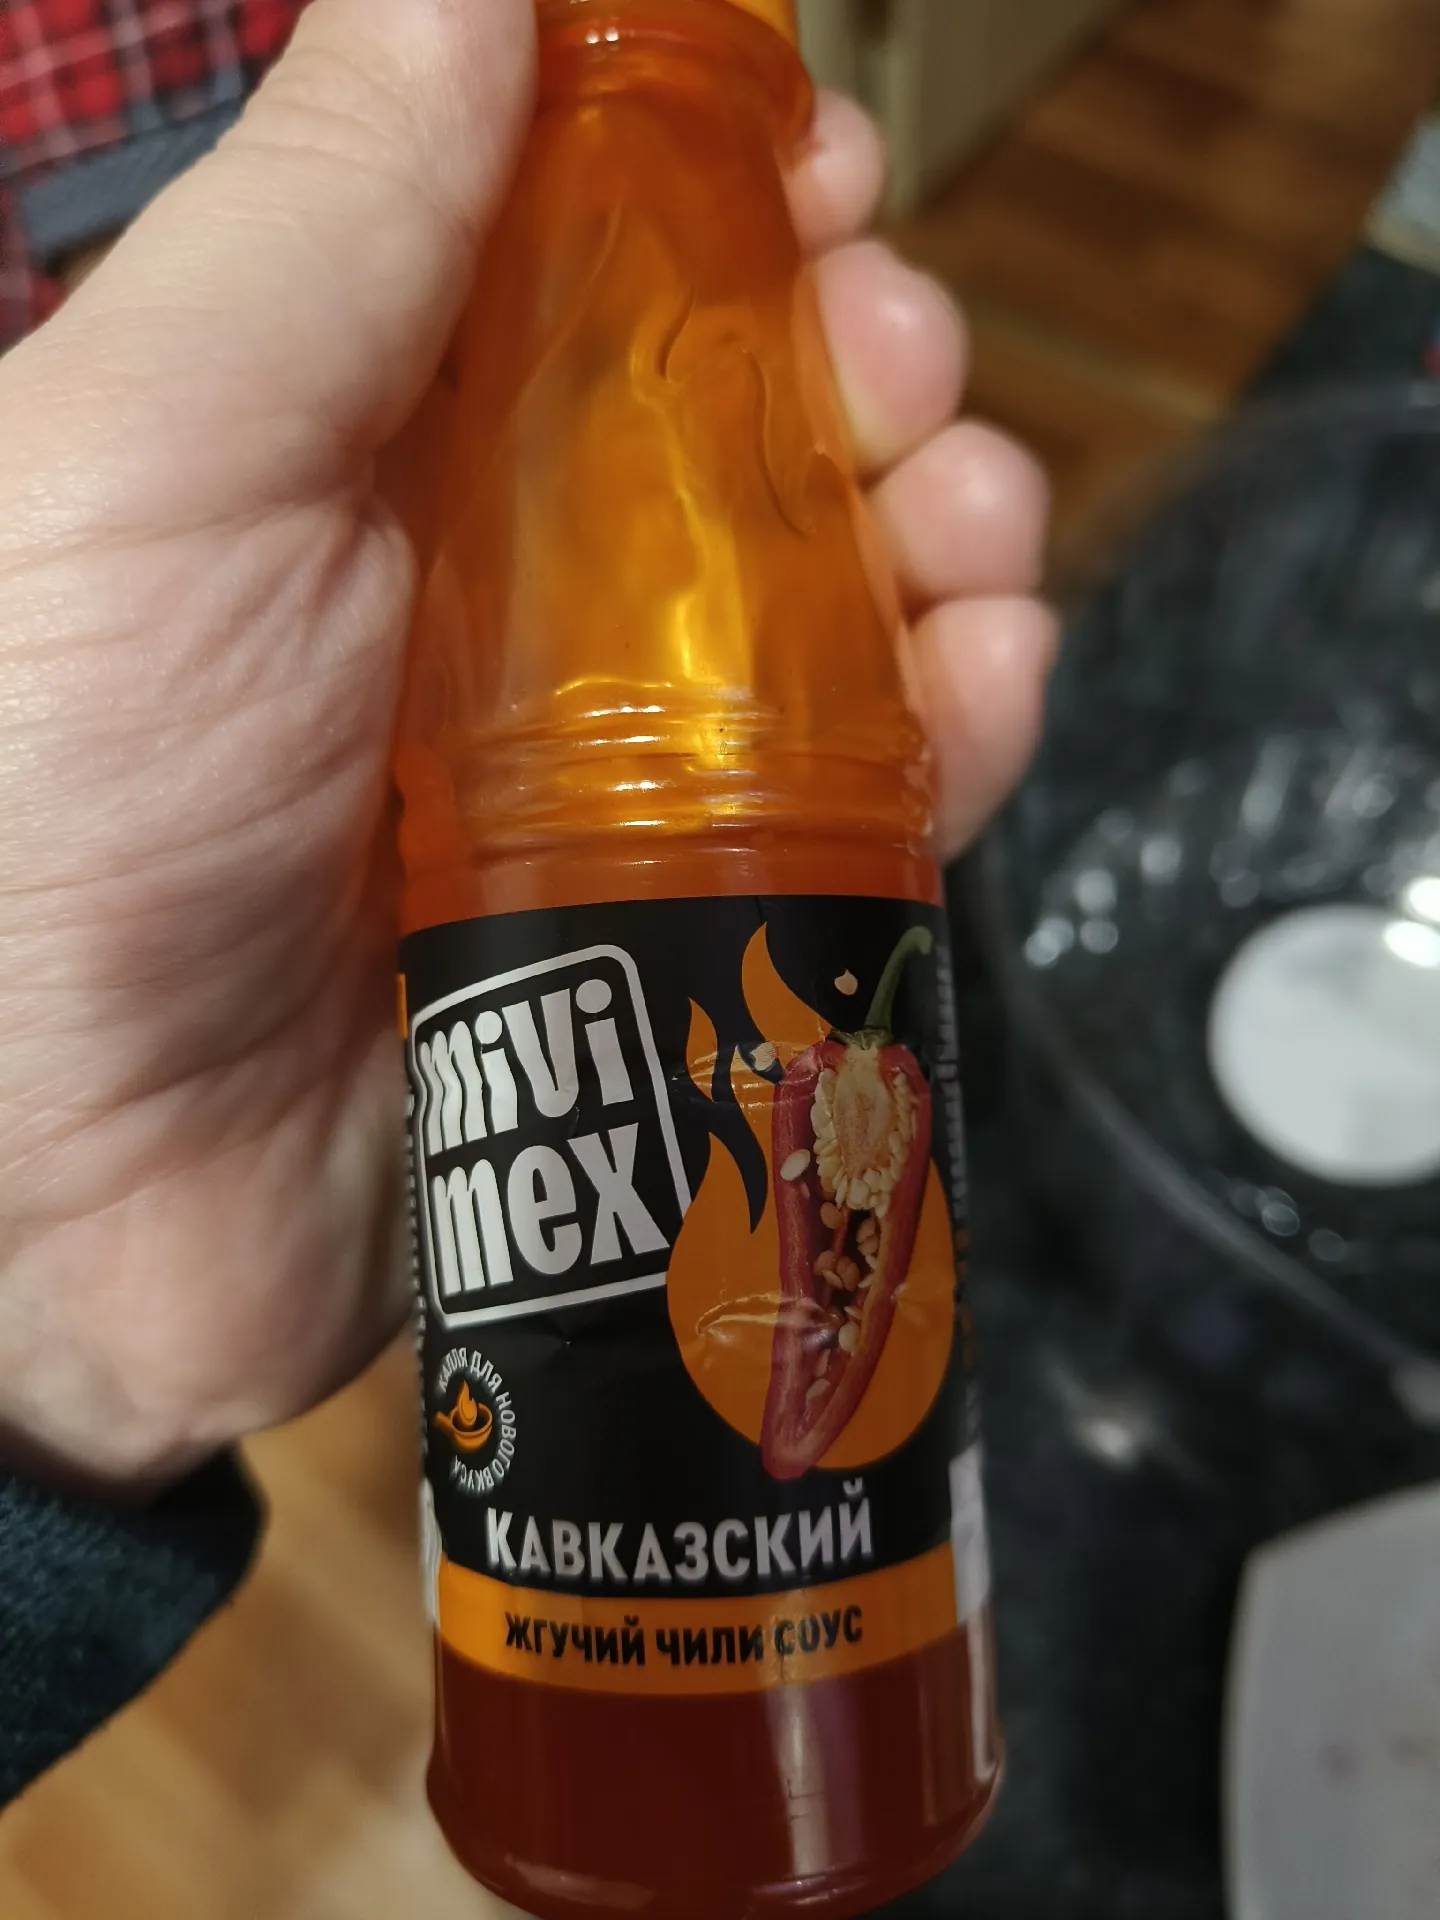 mivi
mex
КАПЛЯ ДЛЯ НОВОГО ВКУСА
КАВКАЗСКИЙ
ЖГУЧИЙ ЧИЛИ СОУС